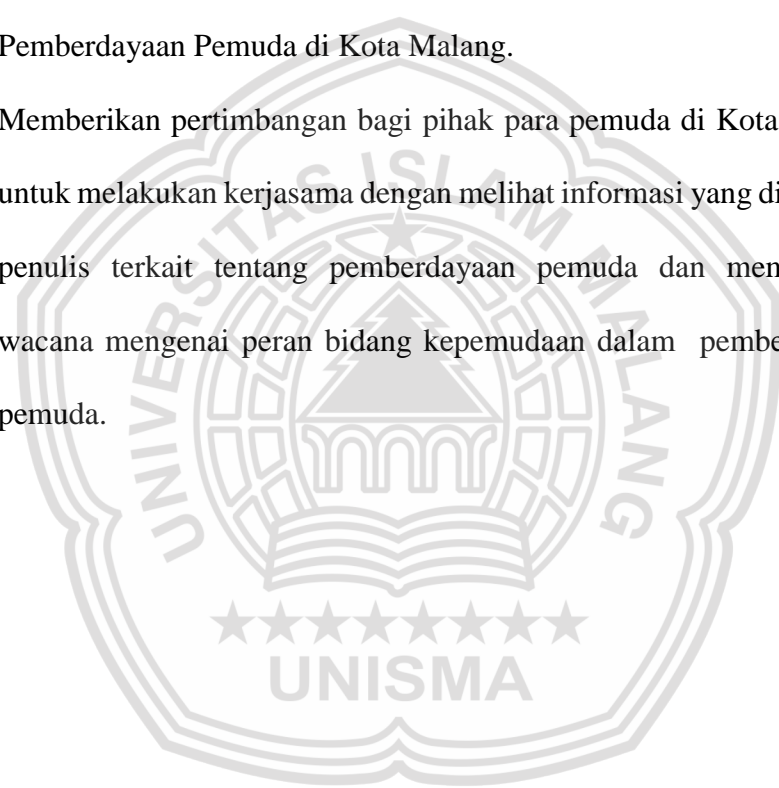 Pemberdayaan Pemuda di Kota Malang.
Memberikan pertimbangan bagi pihak para pemuda di Kota
untuk melakukan kerjasama dengan melihat informasi yang di
penulis terkait tentang pemberdayaan pemuda dan men
wacana mengenai peran bidang kepemudaan dalam pembe
pemuda.
UNIVERSITAS ISLAM MALANG
UNISMA